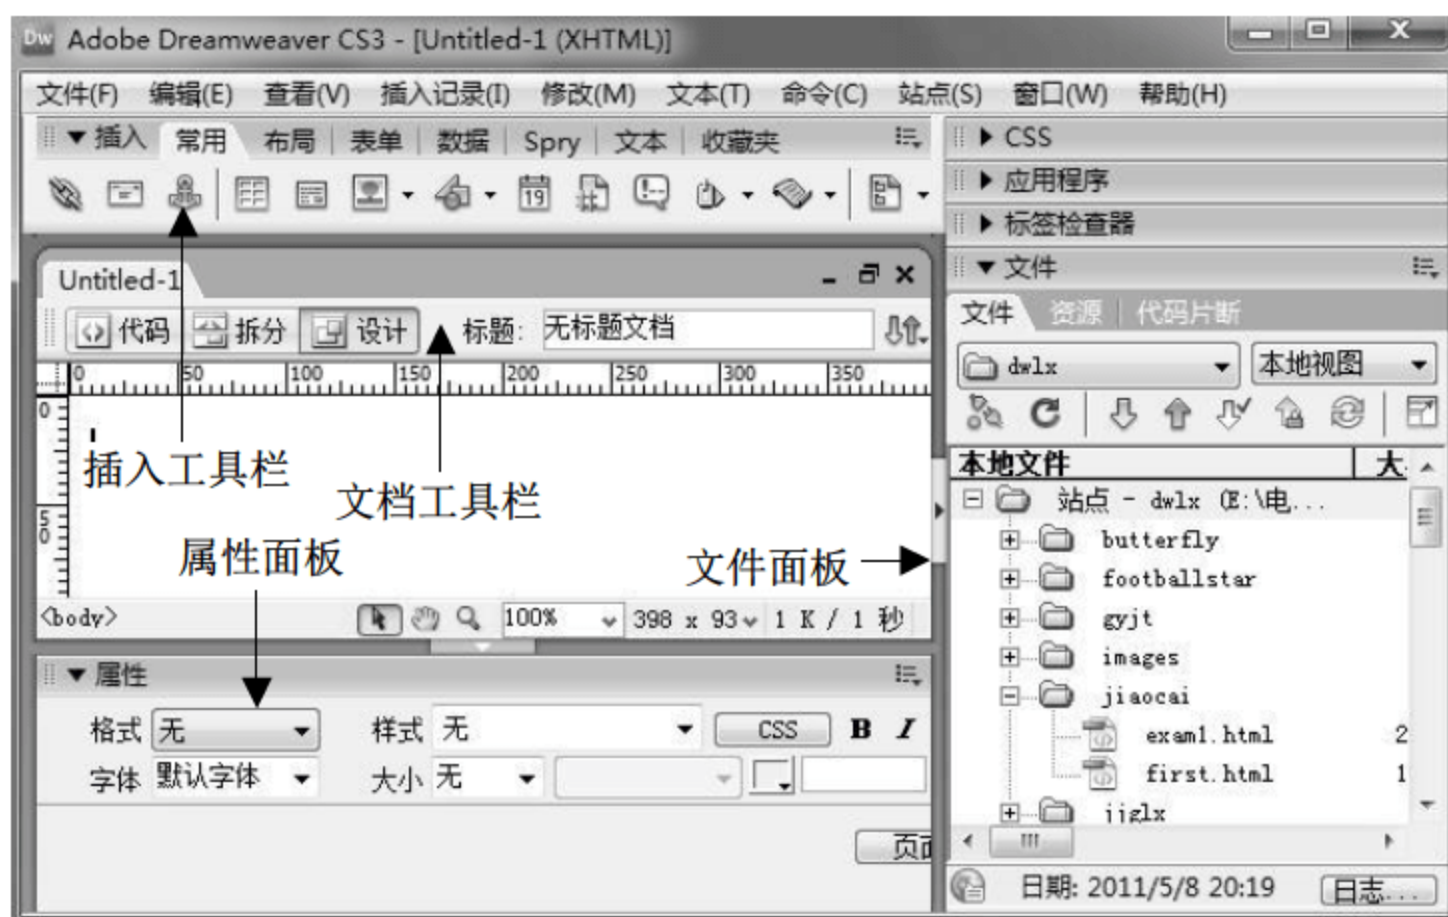 Dw Adobe Dreamweaver CS3 - [Untitled-1 (XHTML)]
文件(F) 编辑(E) 查看(V) 插入记录(I) 修改(M) 文本(T) 命令(C) 站点(S) 窗口(W) 帮助(H)
插入 常用 布局 表单 数据 Spry 文本 收藏夹
19
Untitled-1
代码 拆分 设计 标题: 无标题文档
0 50 100 150 200 250 300 350
0
50
插入工具栏
文档工具栏
属性面板
文件面板
<body> 100% 398 x 93 1 K / 1 秒
属性
格式 无 样式 无 CSS B I
字体 默认字体 大小 无
CSS
应用程序
标签检查器
文件
文件 资源 代码片断
dwlx 本地视图
本地文件 大
站点 - dwlx (E:\电...
butterfly
footballstar
gyjt
images
jiaocai
exam1.html 2
first.html 1
日期: 2011/5/8 20:19 日志...